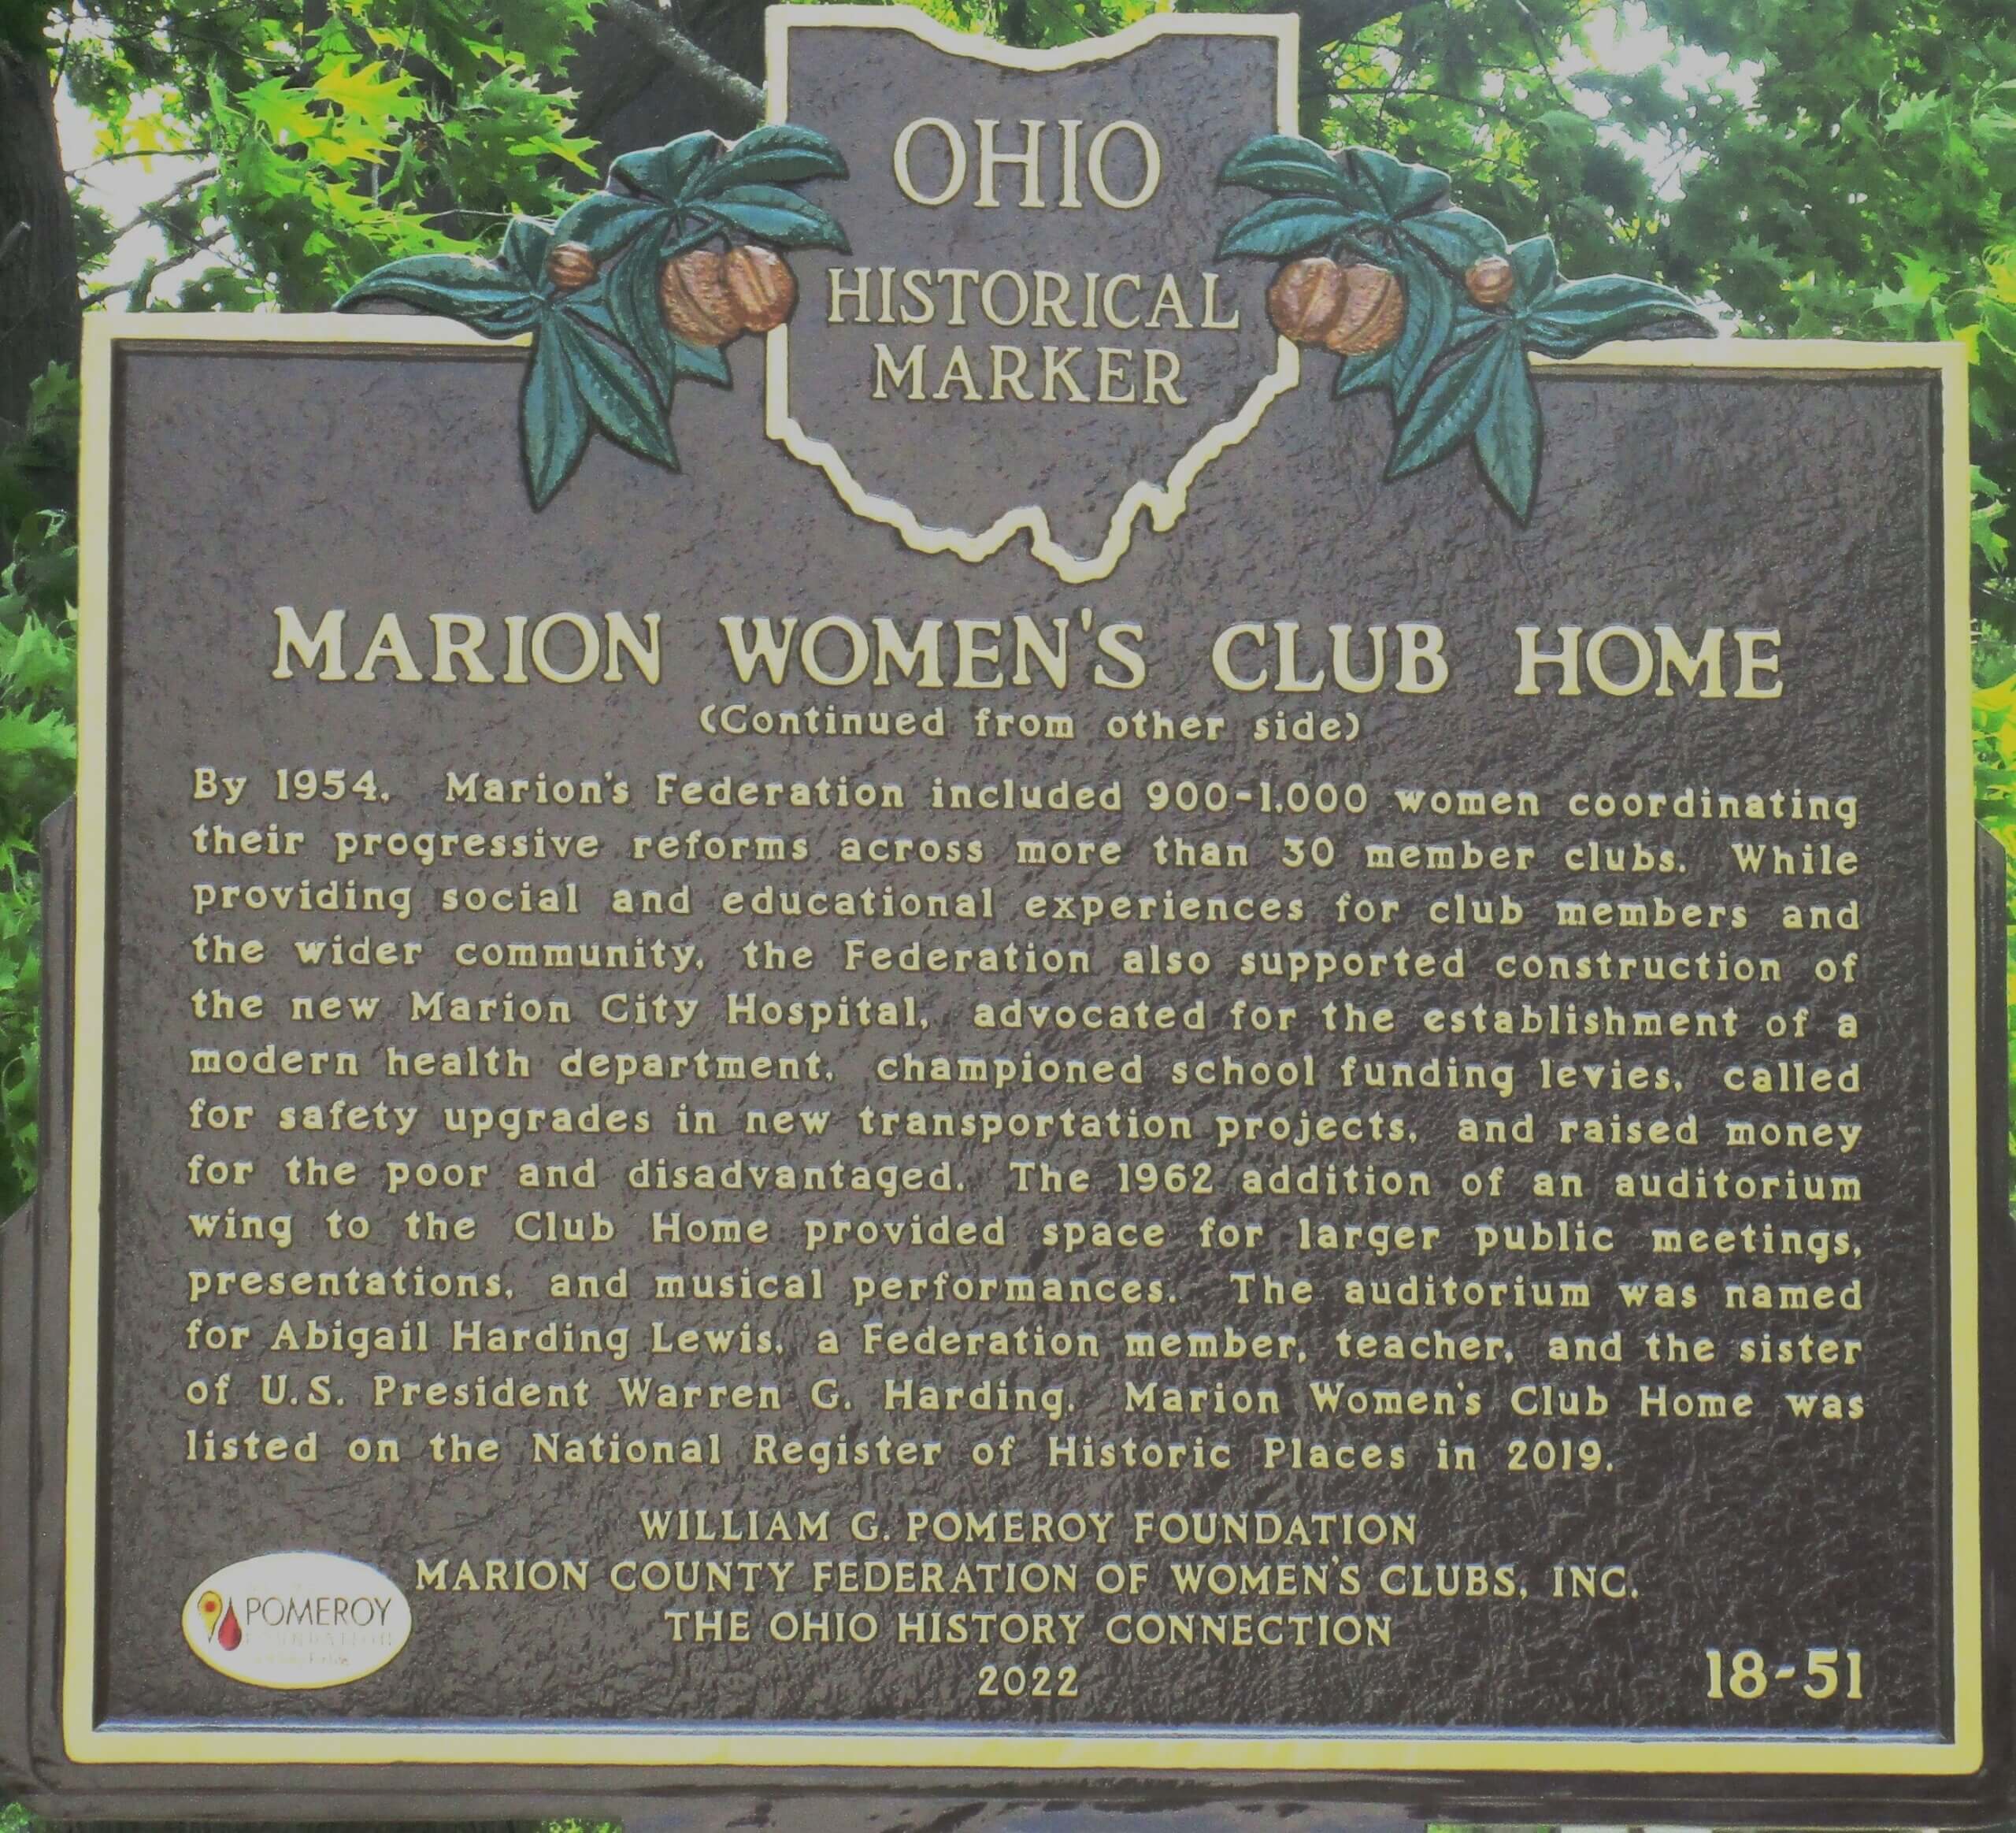 OHIO
HISTORICAL
MARKER
MARION WOMEN'S CLUB HOME
(Continued from other side)
By 1954, Marion's Federation included 900-1,000 women coordinating
their progressive reforms across more than 30 member clubs. While
providing social and educational experiences for club members and
the wider community, the Federation also supported construction of
the new Marion City Hospital, advocated for the establishment of a
modern health department, championed school funding levies, called
for safety upgrades in new transportation projects, and raised money
for the poor and disadvantaged. The 1962 addition of an auditorium
wing to the Club Home provided space for larger public meetings,
presentations, and musical performances. The auditorium was named
for Abigail Harding Lewis, a Federation member, teacher, and the sister
of U.S. President Warren G. Harding. Marion Women's Club Home was
listed on the National Register of Historic Places in 2019.
WILLIAM G. POMEROY FOUNDATION
MARION COUNTY FEDERATION OF WOMEN'S CLUBS, INC.
THE OHIO HISTORY CONNECTION
2022
18-51
POMEROY
FOUNDATION